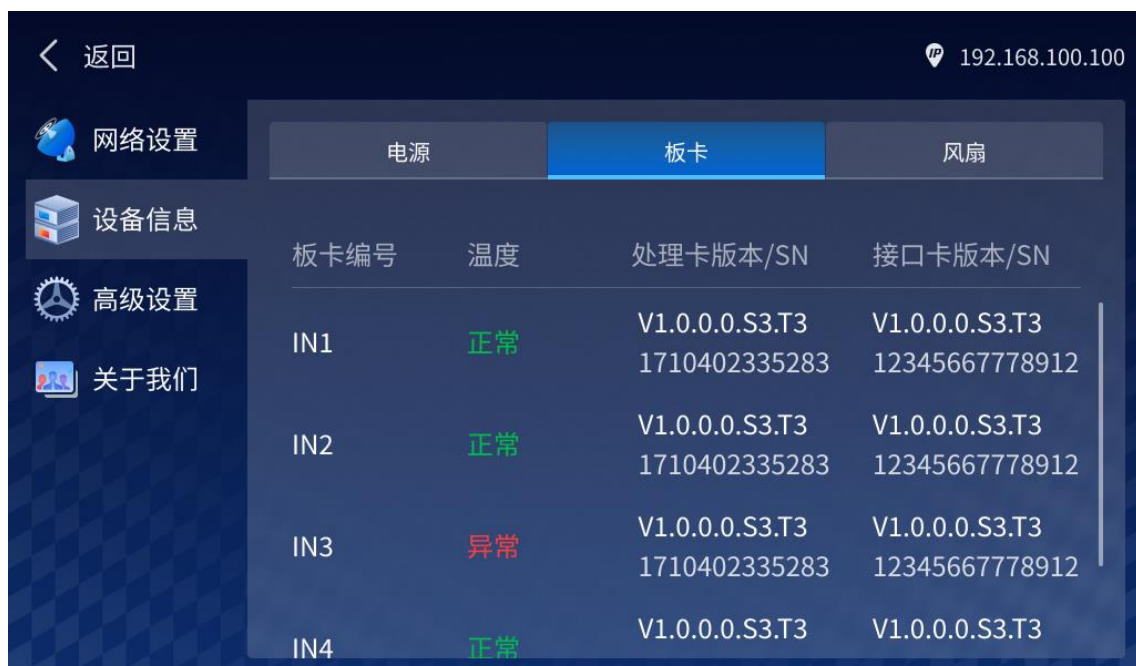 返回
IP 192.168.100.100
网络设置
设备信息
高级设置
关于我们
电源 板卡 风扇
板卡编号 温度 处理卡版本/SN 接口卡版本/SN
IN1 正常 V1.0.0.0.S3.T3 V1.0.0.0.S3.T3
1710402335283 12345667778912
IN2 正常 V1.0.0.0.S3.T3 V1.0.0.0.S3.T3
1710402335283 12345667778912
IN3 异常 V1.0.0.0.S3.T3 V1.0.0.0.S3.T3
1710402335283 12345667778912
IN4 正常 V1.0.0.0.S3.T3 V1.0.0.0.S3.T3